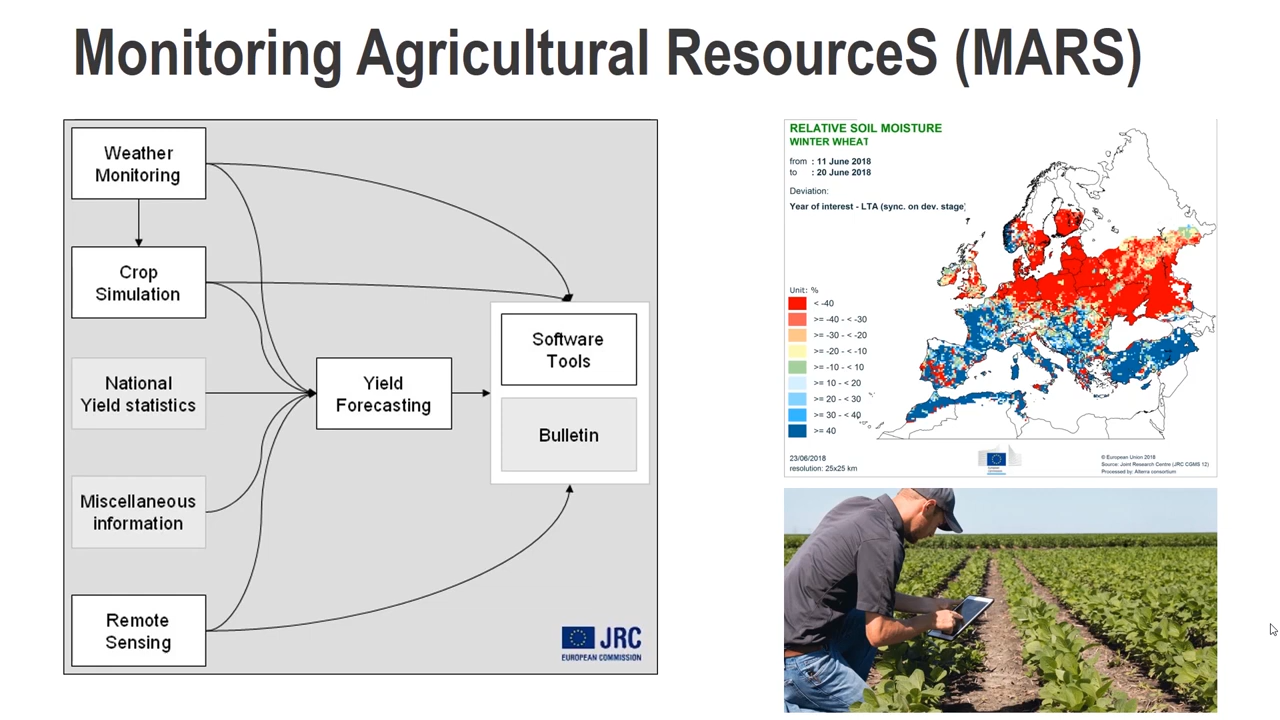 Monitoring Agricultural ResourceS (MARS)
Weather
Monitoring
Crop
Simulation
National
Yield statistics
Miscellaneous
information
Remote
Sensing
Yield
Forecasting
Software
Tools
Bulletin
JRC
EUROPEAN COMMISSION
RELATIVE SOIL MOISTURE
WINTER WHEAT
from : 11 June 2018
to : 20 June 2018
Deviation:
Year of interest - LTA (sync. on dev. stage)
Unit: %
< -40
>= -40 - < -30
>= -30 - < -20
>= -20 - < -10
>= -10 - < 10
>= 10 - < 20
>= 20 - < 30
>= 30 - < 40
>= 40
23/06/2018
resolution: 25x25 km
European
Commission
© European Union 2018
Source: Joint Research Centre (JRC CGMS 12)
Processed by: Alterra consortium